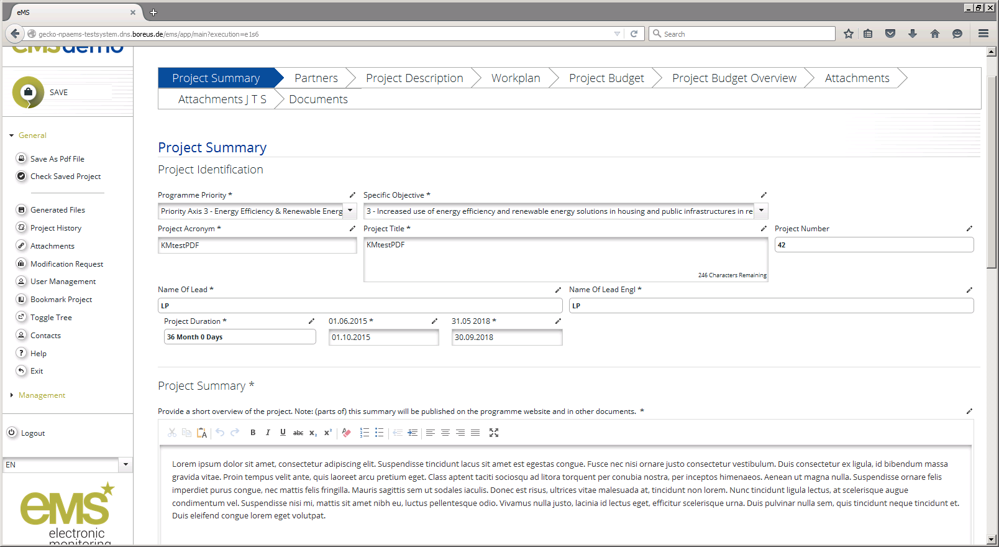 eMS
gecko-npaems-testsystem.dns.boreus.de/ems/app/main?execution=e1s6
Search
eMSdemo
SAVE
General
Save As Pdf File
Check Saved Project
Generated Files
Project History
Attachments
Modification Request
User Management
Bookmark Project
Toggle Tree
Contacts
Help
Exit
Management
Logout
EN
eMS
electronic
monitoring
Project Summary Partners Project Description Workplan Project Budget Project Budget Overview Attachments
Attachments J T S Documents
Project Summary
Project Identification
Programme Priority * Specific Objective *
Priority Axis 3 - Energy Efficiency & Renewable Energ 3 - Increased use of energy efficiency and renewable energy solutions in housing and public infrastructures in re
Project Acronym * Project Title * Project Number
KMtestPDF KMtestPDF 42
246 Characters Remaining
Name Of Lead * Name Of Lead Engl *
LP LP
Project Duration * 01.06.2015 * 31.05 2018 *
36 Month 0 Days 01.10.2015 30.09.2018
Project Summary *
Provide a short overview of the project. Note: (parts of) this summary will be published on the programme website and in other documents. *
B I U abc x₂ x²
Lorem ipsum dolor sit amet, consectetur adipiscing elit. Suspendisse tincidunt lacus sit amet est egestas congue. Fusce nec nisi ornare justo consectetur vestibulum. Duis consectetur ex ligula, id bibendum massa
gravida vitae. Proin tempus velit ante, quis laoreet arcu pretium eget. Class aptent taciti sociosqu ad litora torquent per conubia nostra, per inceptos himenaeos. Aenean ut magna nulla. Suspendisse ornare felis
imperdiet purus congue, nec mattis felis fringilla. Mauris sagittis sem ut sodales iaculis. Donec est risus, ultrices vitae malesuada at, tincidunt non lorem. Nunc tincidunt ligula lectus, at scelerisque augue
condimentum vel. Suspendisse nisi mi, mattis sit amet nibh eu, luctus pellentesque odio. Vivamus nulla justo, lacinia id lectus eget, efficitur scelerisque urna. Duis pulvinar nulla sem, quis tincidunt neque tincidunt et.
Duis eleifend congue lorem eget volutpat.